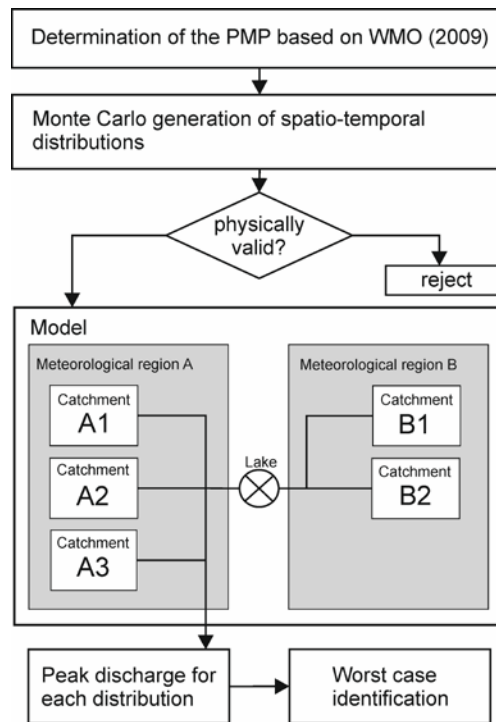 Determination of the PMP based on WMO (2009)
Monte Carlo generation of spatio-temporal
distributions
physically
valid?
reject
Model
Meteorological region A
Meteorological region B
Catchment
A1
Catchment
A2
Catchment
A3
Lake
Catchment
B1
Catchment
B2
Peak discharge for
each distribution
Worst case
identification